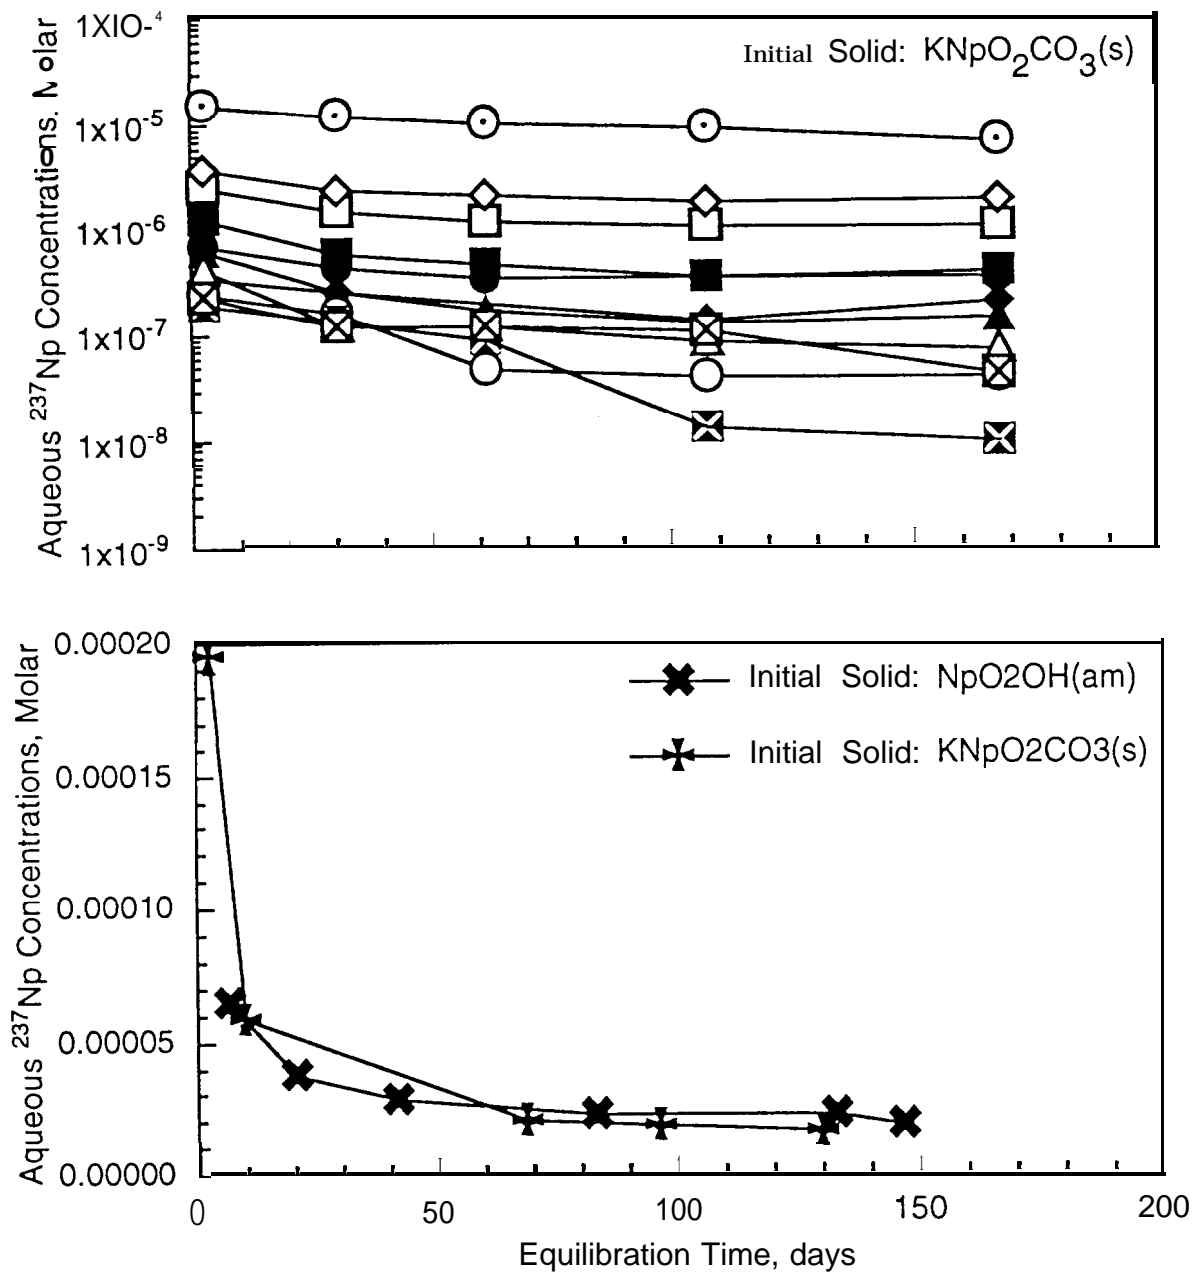 1XIO-4
Initial Solid: KNpO2CO3(s)
1x10-5
1x10-6
1x10-7
1x10-8
1x10-9
Aqueous 237Np Concentrations, Molar
0.00020
Initial Solid: NpO2OH(am)
Initial Solid: KNpO2CO3(s)
0.00015
0.00010
0.00005
0.00000
Aqueous 237Np Concentrations, Molar
0 50 100 150 200
Equilibration Time, days